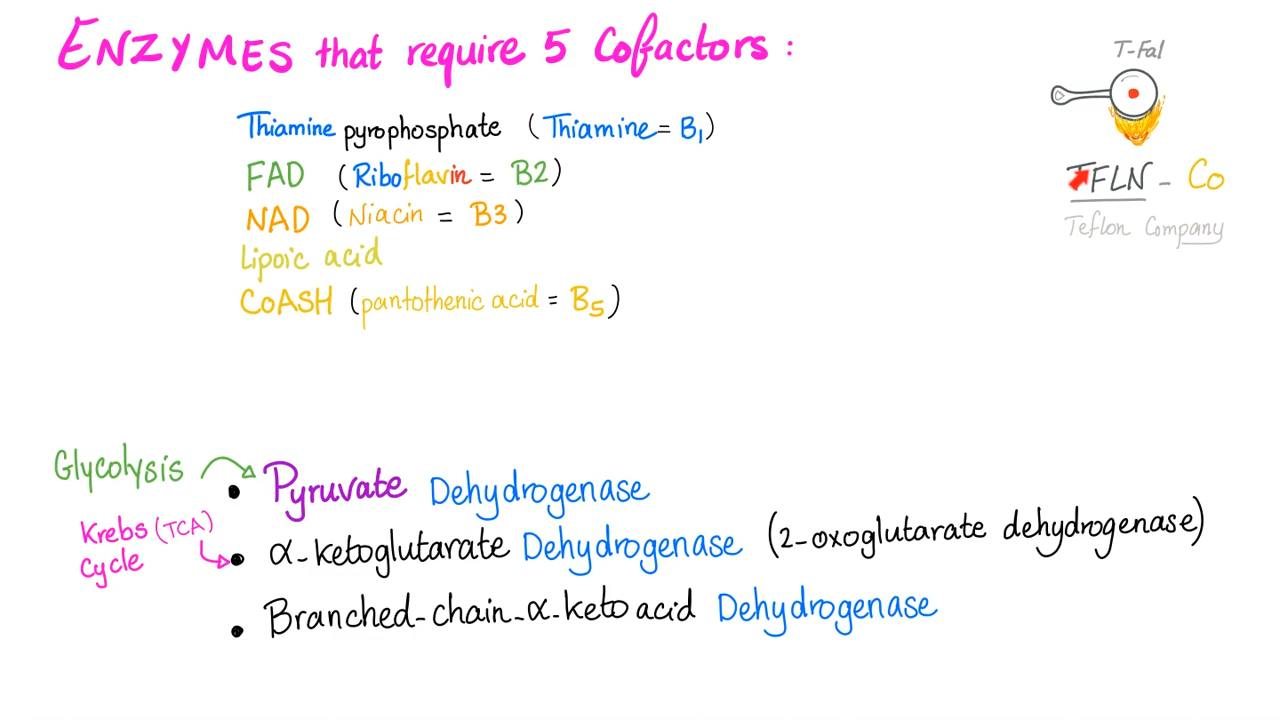 ENZYMES that require 5 Cofactors :
T-Fal
Thiamine pyrophosphate (Thiamine = B1)
FAD (Riboflavin = B2)
TFLN - Co
NAD (Niacin = B3)
Teflon Company
Lipoic acid
CoASH (pantothenic acid = B5)
Glycolysis
• Pyruvate Dehydrogenase
Krebs (TCA)
cycle
• α-ketoglutarate Dehydrogenase (2-oxoglutarate dehydrogenase)
• Branched-chain-α-keto acid Dehydrogenase